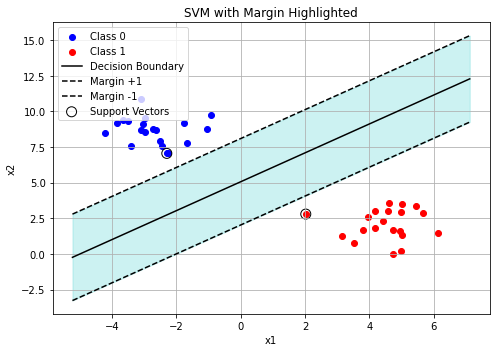 SVM with Margin Highlighted
Class 0
Class 1
Decision Boundary
Margin +1
Margin -1
Support Vectors
x2
15.0
12.5
10.0
7.5
5.0
2.5
0.0
−2.5
−4
−2
0
2
4
6
x1